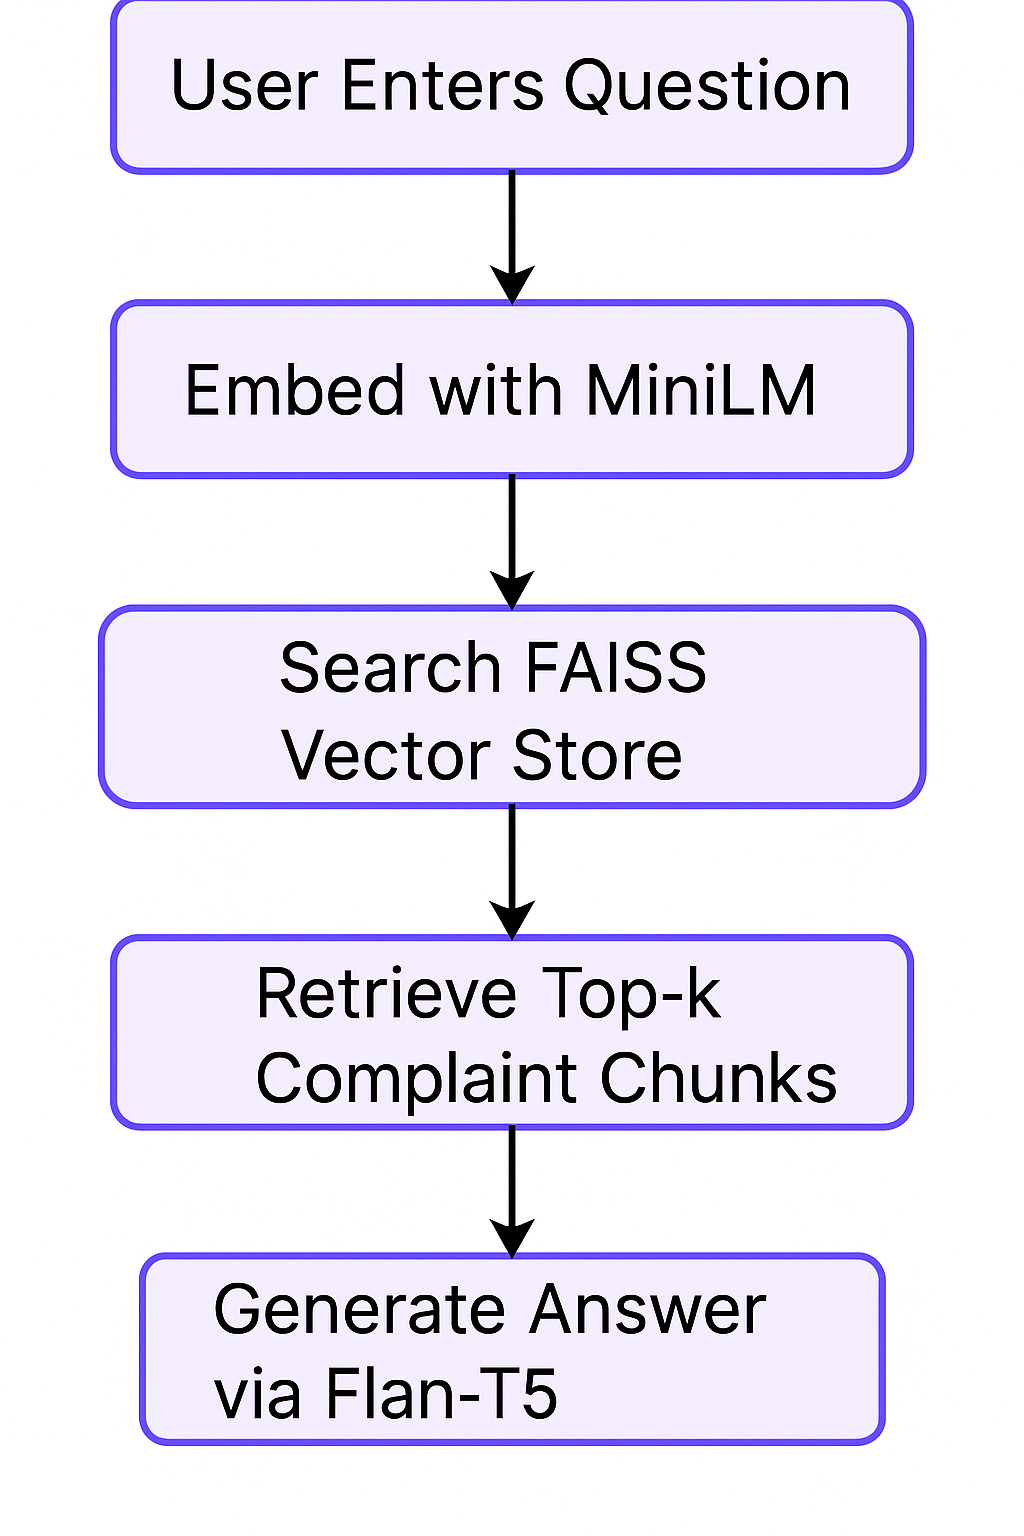 User Enters Question
Embed with MiniLM
Search FAISS
Vector Store
Retrieve Top-k
Complaint Chunks
Generate Answer
via Flan-T5